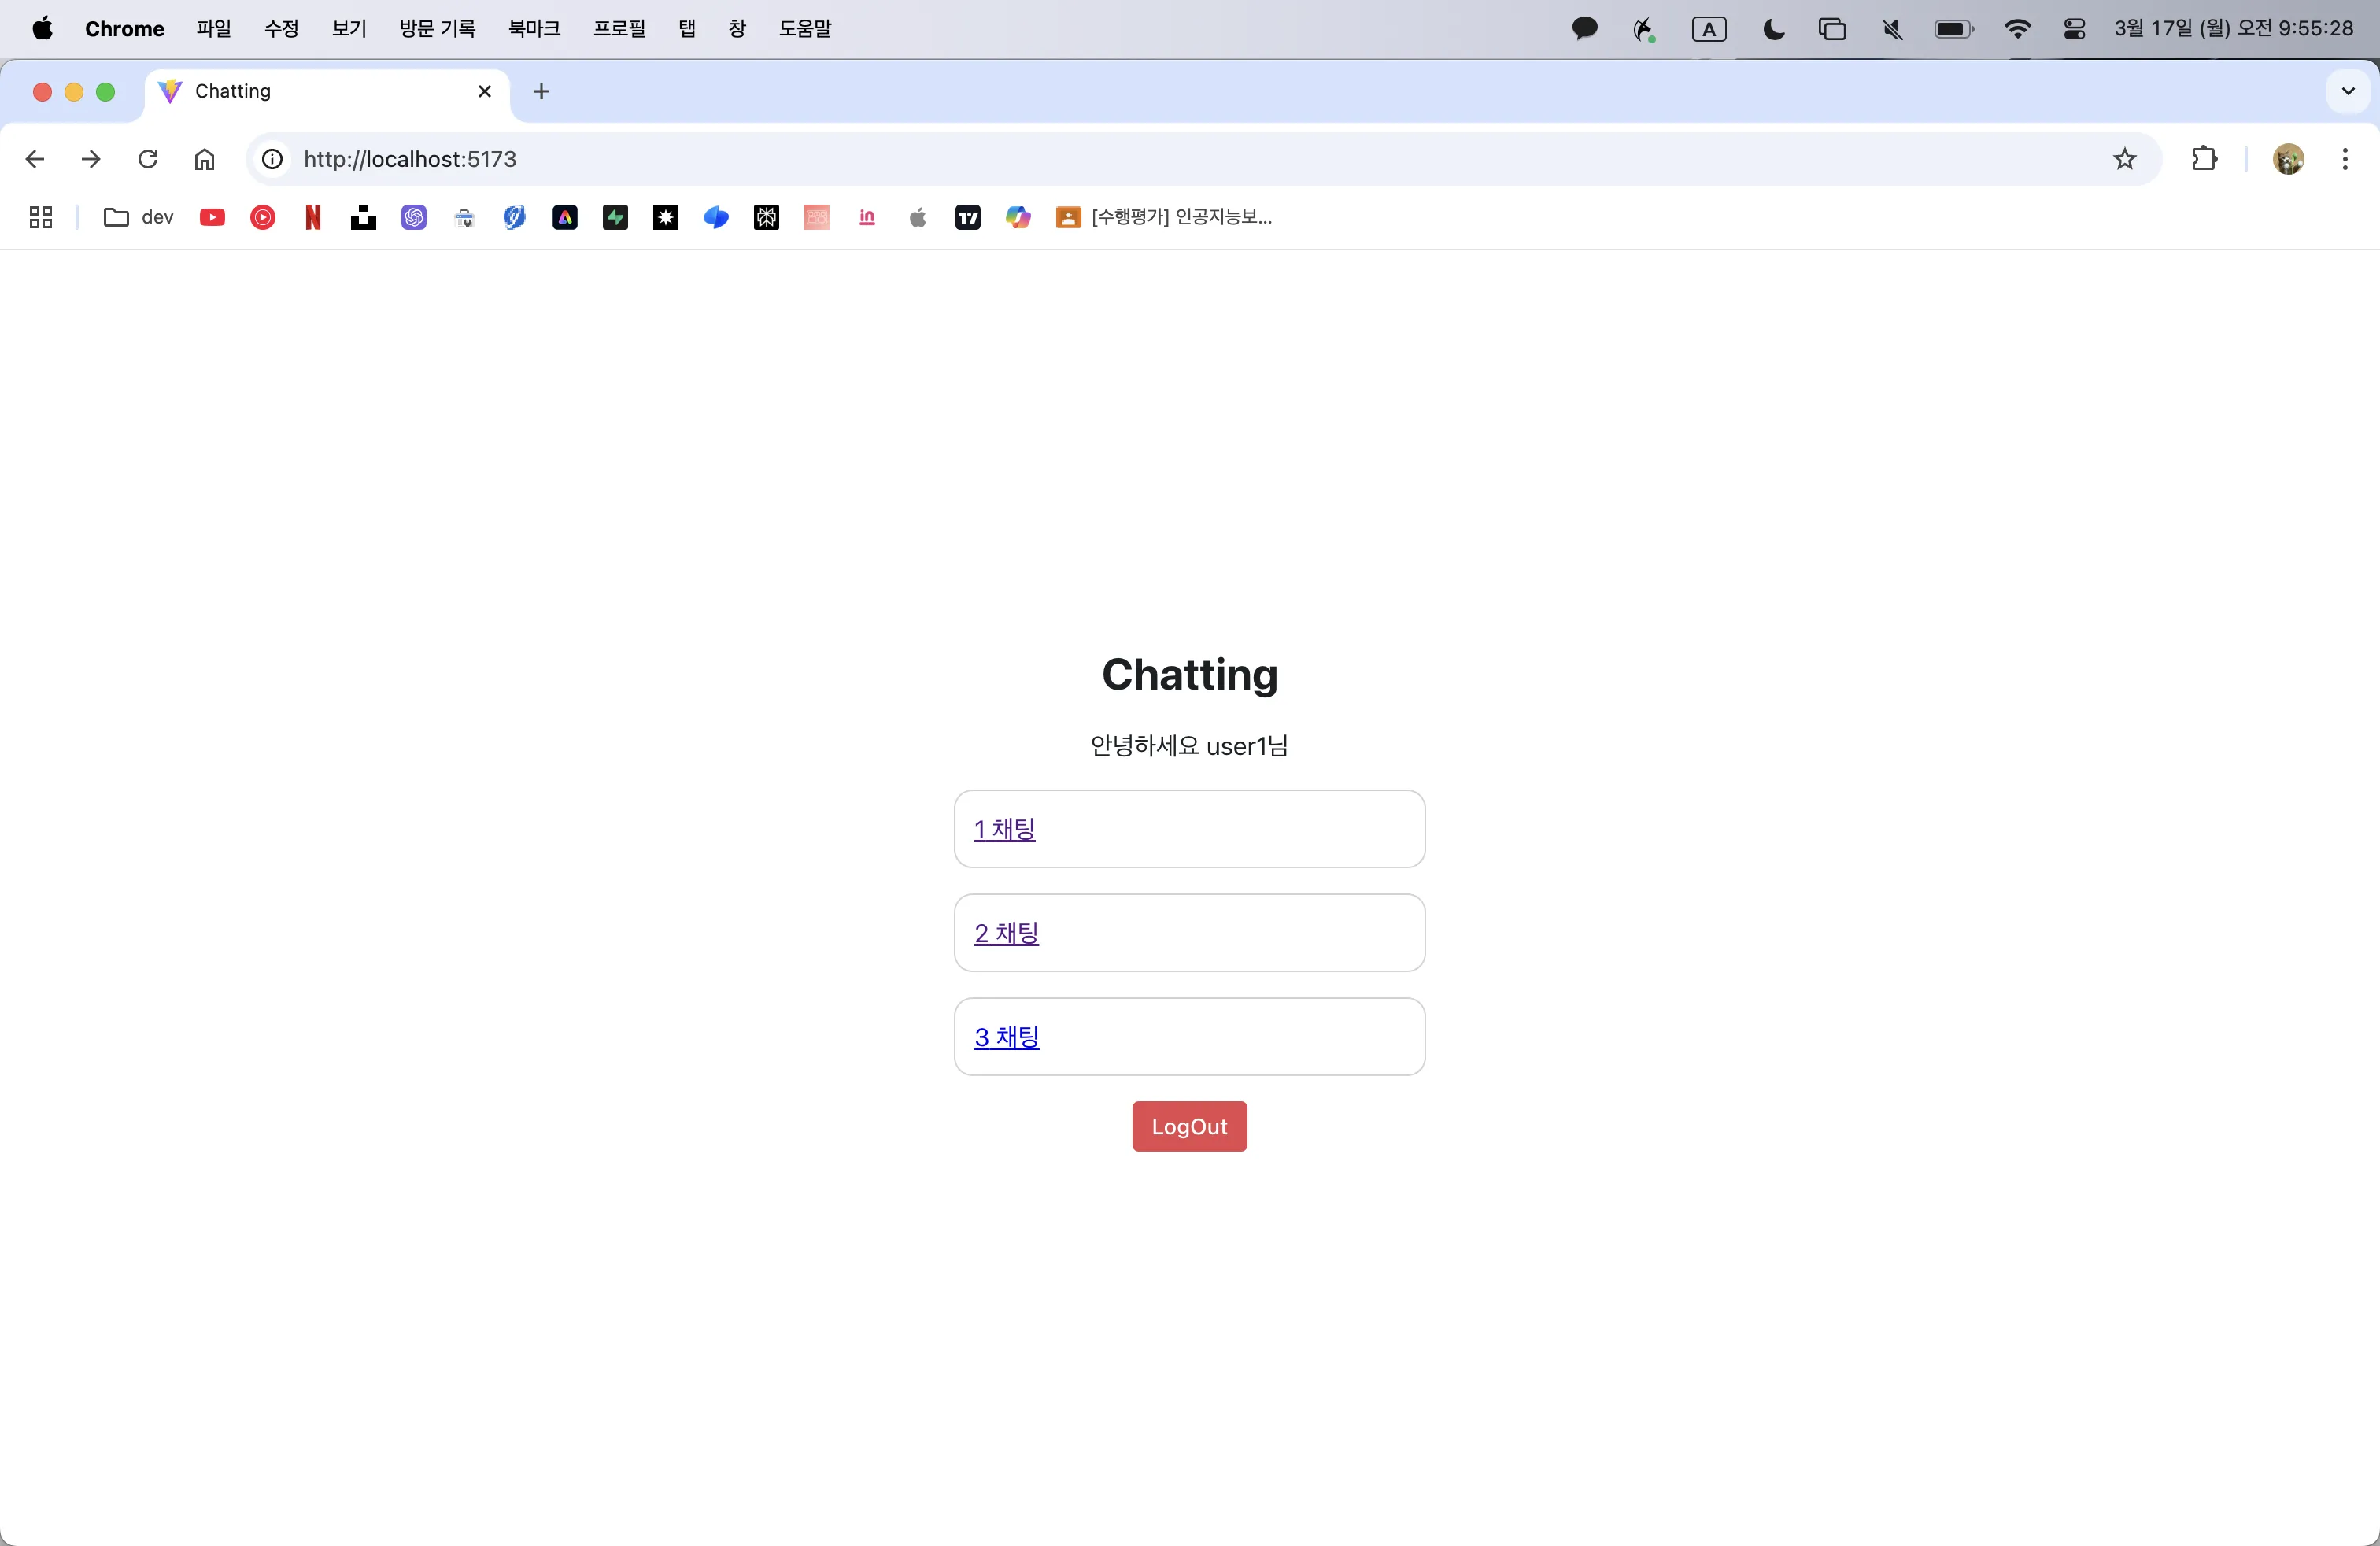 Chrome 파일 수정 보기 방문 기록 북마크 프로필 탭 창 도움말 A 3월 17일 (월) 오전 9:55:28
Chatting
http://localhost:5173
dev [수행평가] 인공지능보...
Chatting
안녕하세요 user1님
1 채팅
2 채팅
3 채팅
LogOut